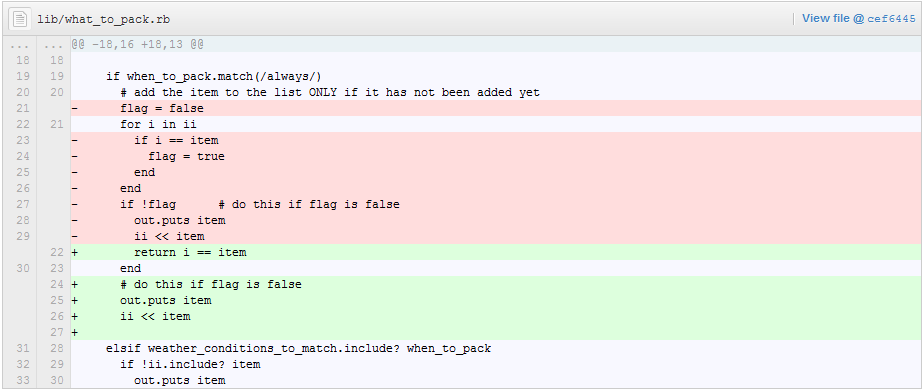 lib/what_to_pack.rb View file @ cef6445
... ... @@ -18,16 +18,13 @@
18 18
19 19 if when_to_pack.match(/always/)
20 20 # add the item to the list ONLY if it has not been added yet
21 - flag = false
22 21 for i in ii
23 - if i == item
24 - flag = true
25 - end
26 - end
27 - if !flag # do this if flag is false
28 - out.puts item
29 - ii << item
22 + return i == item
30 23 end
24 + # do this if flag is false
25 + out.puts item
26 + ii << item
27 +
31 28 elsif weather_conditions_to_match.include? when_to_pack
32 29 if !ii.include? item
33 30 out.puts item